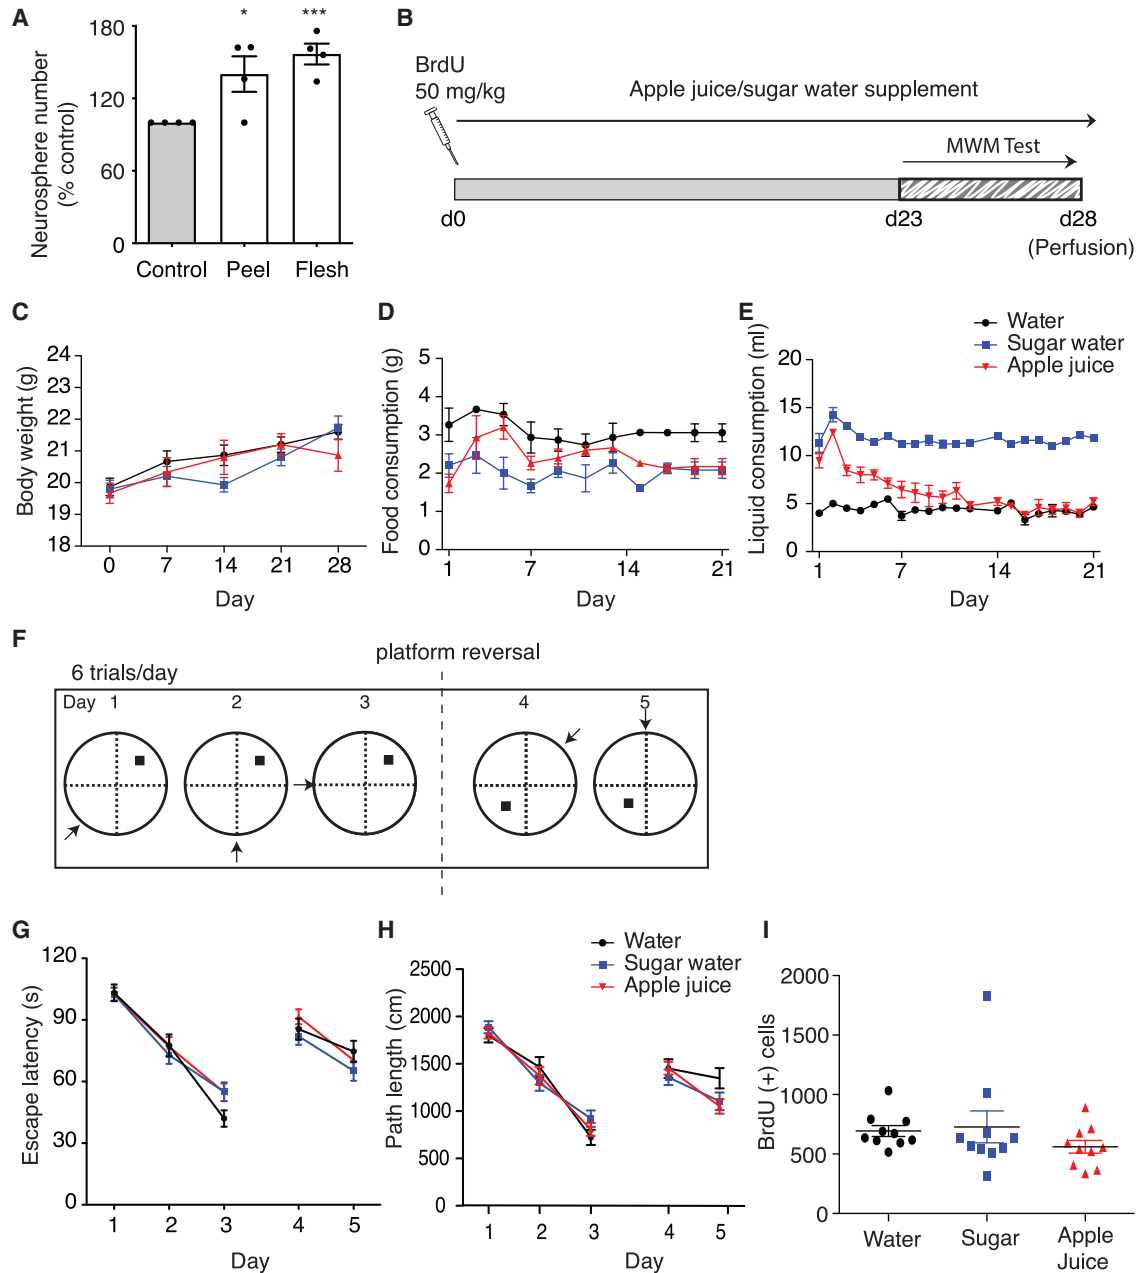 A
180
120
60
0
Neurosphere number
(% control)
*
***
Control
Peel
Flesh
B
BrdU
50 mg/kg
Apple juice/sugar water supplement
MWM Test
d0
d23
d28
(Perfusion)
C
24
23
22
21
20
19
18
Body weight (g)
0 7 14 21 28
Day
D
5
4
3
2
1
0
Food consumption (g)
1 7 14 21
Day
E
Water
Sugar water
Apple juice
20
15
10
5
0
Liquid consumption (ml)
1 7 14 21
Day
F
platform reversal
6 trials/day
Day 1 2 3 4 5
G
120
90
60
30
0
Escape latency (s)
1 2 3 4 5
Day
H
Water
Sugar water
Apple juice
2500
2000
1500
1000
500
0
Path length (cm)
1 2 3 4 5
Day
I
2000
1500
1000
500
0
BrdU (+) cells
Water
Sugar
Apple
Juice